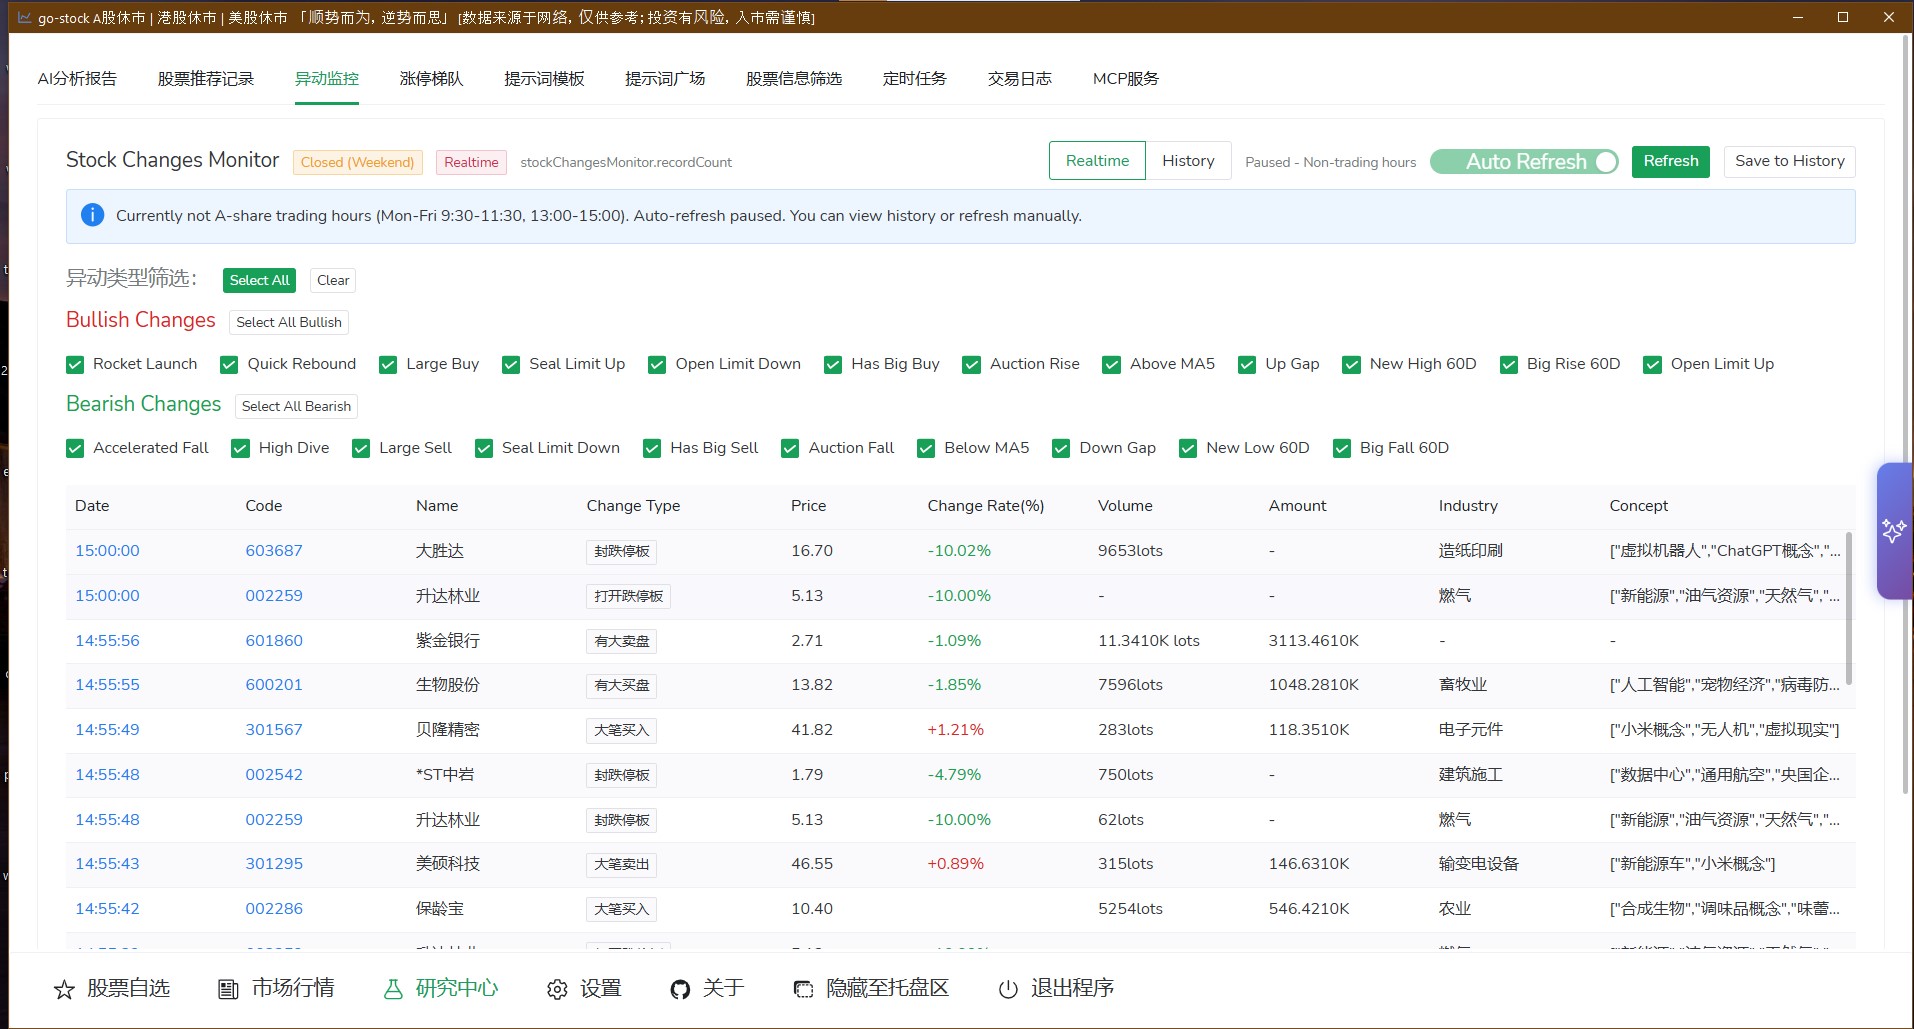 go-stock A股休市 | 港股休市 | 美股休市 「顺势而为，逆势而思」 [数据来源于网络，仅供参考；投资有风险，入市需谨慎]
AI分析报告 股票推荐记录 异动监控 涨停梯队 提示词模板 提示词广场 股票信息筛选 定时任务 交易日志 MCP服务
Stock Changes Monitor Closed (Weekend) Realtime stockChangesMonitor.recordCount Realtime History Paused - Non-trading hours Auto Refresh Refresh Save to History
Currently not A-share trading hours (Mon-Fri 9:30-11:30, 13:00-15:00). Auto-refresh paused. You can view history or refresh manually.
异动类型筛选： Select All Clear
Bullish Changes Select All Bullish
Rocket Launch Quick Rebound Large Buy Seal Limit Up Open Limit Down Has Big Buy Auction Rise Above MA5 Up Gap New High 60D Big Rise 60D Open Limit Up
Bearish Changes Select All Bearish
Accelerated Fall High Dive Large Sell Seal Limit Down Has Big Sell Auction Fall Below MA5 Down Gap New Low 60D Big Fall 60D
Date Code Name Change Type Price Change Rate(%) Volume Amount Industry Concept
15:00:00 603687 大胜达 封跌停板 16.70 -10.02% 9653lots - 造纸印刷 ["虚拟机器人","ChatGPT概念","...
15:00:00 002259 升达林业 打开跌停板 5.13 -10.00% - - 燃气 ["新能源","油气资源","天然气","...
14:55:56 601860 紫金银行 有大卖盘 2.71 -1.09% 11.3410K lots 3113.4610K - -
14:55:55 600201 生物股份 有大买盘 13.82 -1.85% 7596lots 1048.2810K 畜牧业 ["人工智能","宠物经济","病毒防...
14:55:49 301567 贝隆精密 大笔买入 41.82 +1.21% 283lots 118.3510K 电子元件 ["小米概念","无人机","虚拟现实"]
14:55:48 002542 *ST中岩 封跌停板 1.79 -4.79% 750lots - 建筑施工 ["数据中心","通用航空","央国企...
14:55:48 002259 升达林业 封跌停板 5.13 -10.00% 62lots - 燃气 ["新能源","油气资源","天然气","...
14:55:43 301295 美硕科技 大笔卖出 46.55 +0.89% 315lots 146.6310K 输变电设备 ["新能源车","小米概念"]
14:55:42 002286 保龄宝 大笔买入 10.40 5254lots 546.4210K 农业 ["合成生物","调味品概念","味蕾...
股票自选 市场行情 研究中心 设置 关于 隐藏至托盘区 退出程序